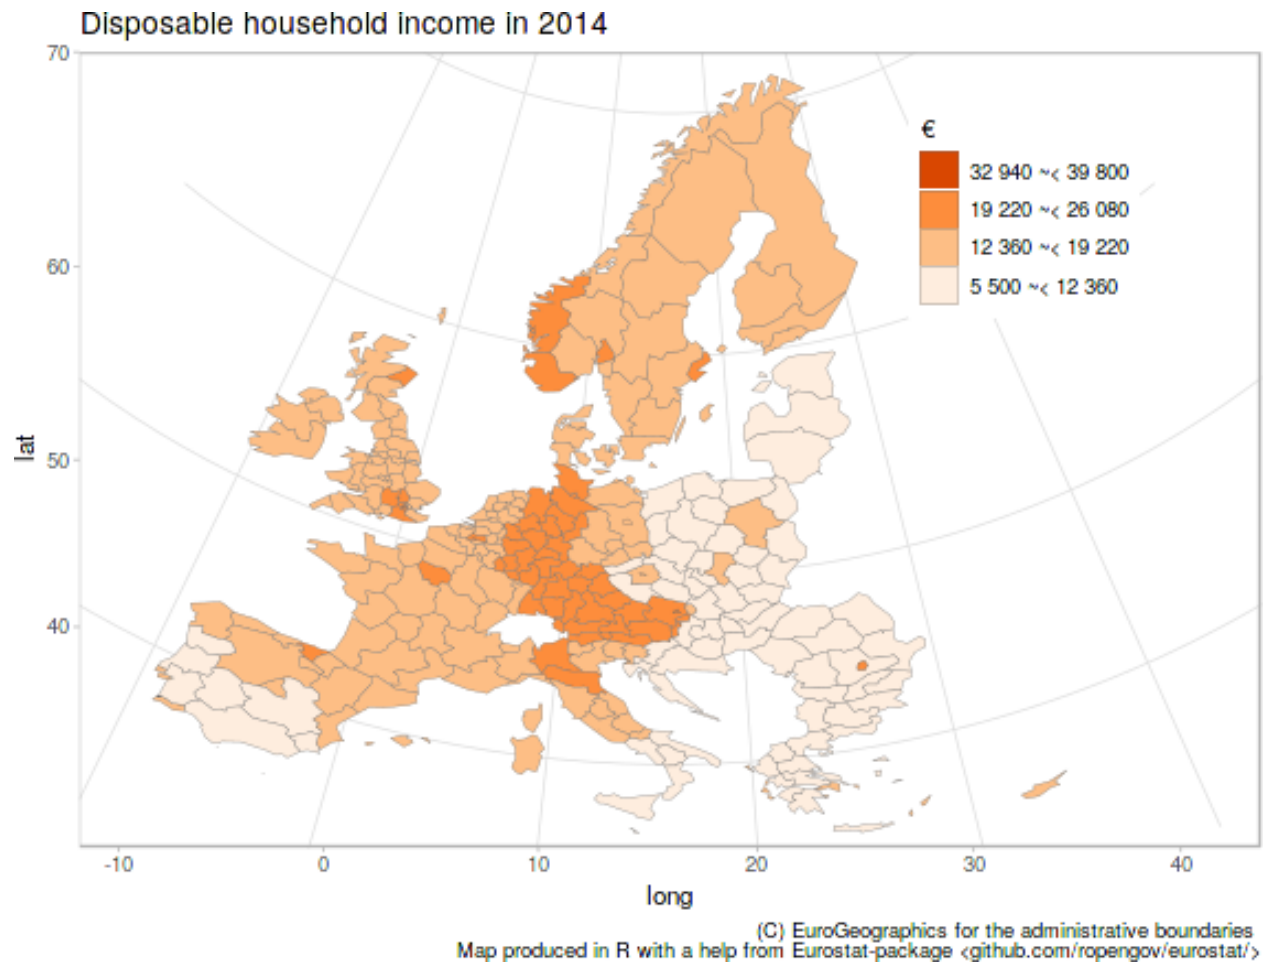 Disposable household income in 2014
70
60
50
40
lat
€
32 940 ~< 39 800
19 220 ~< 26 080
12 360 ~< 19 220
5 500 ~< 12 360
-10 0 10 20 30 40
long
(C) EuroGeographics for the administrative boundaries
Map produced in R with a help from Eurostat-package <github.com/ropengov/eurostat/>